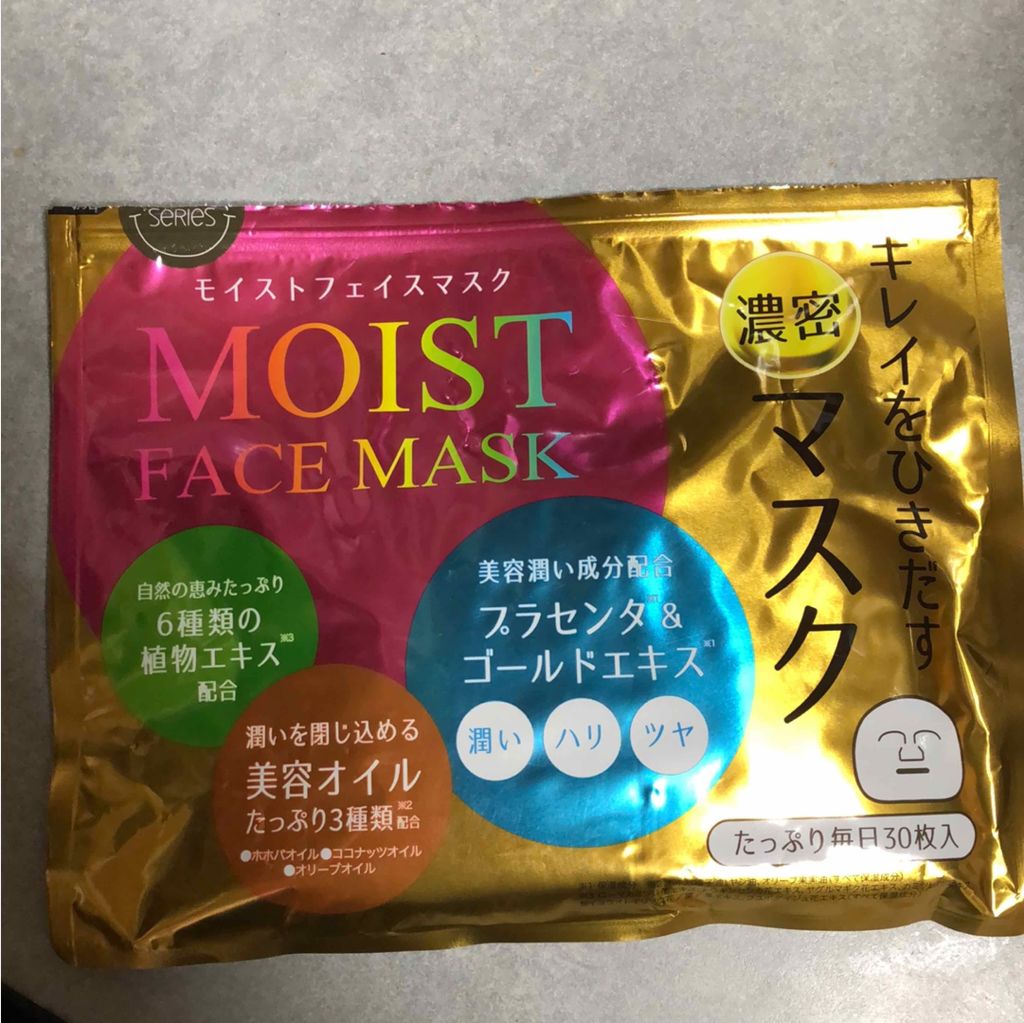 SERIES
モイストフェイスマスク
MOIST
FACE MASK
キレイをひきだす
濃密
マスク
自然の恵みたっぷり
6種類の
植物エキス※3
配合
美容潤い成分配合
プラセンタ※1&
ゴールドエキス※1
潤い ハリ ツヤ
潤いを閉じ込める
美容オイル
たっぷり3種類※2配合
●ホホバオイル●ココナッツオイル
●オリーブオイル
たっぷり毎日30枚入